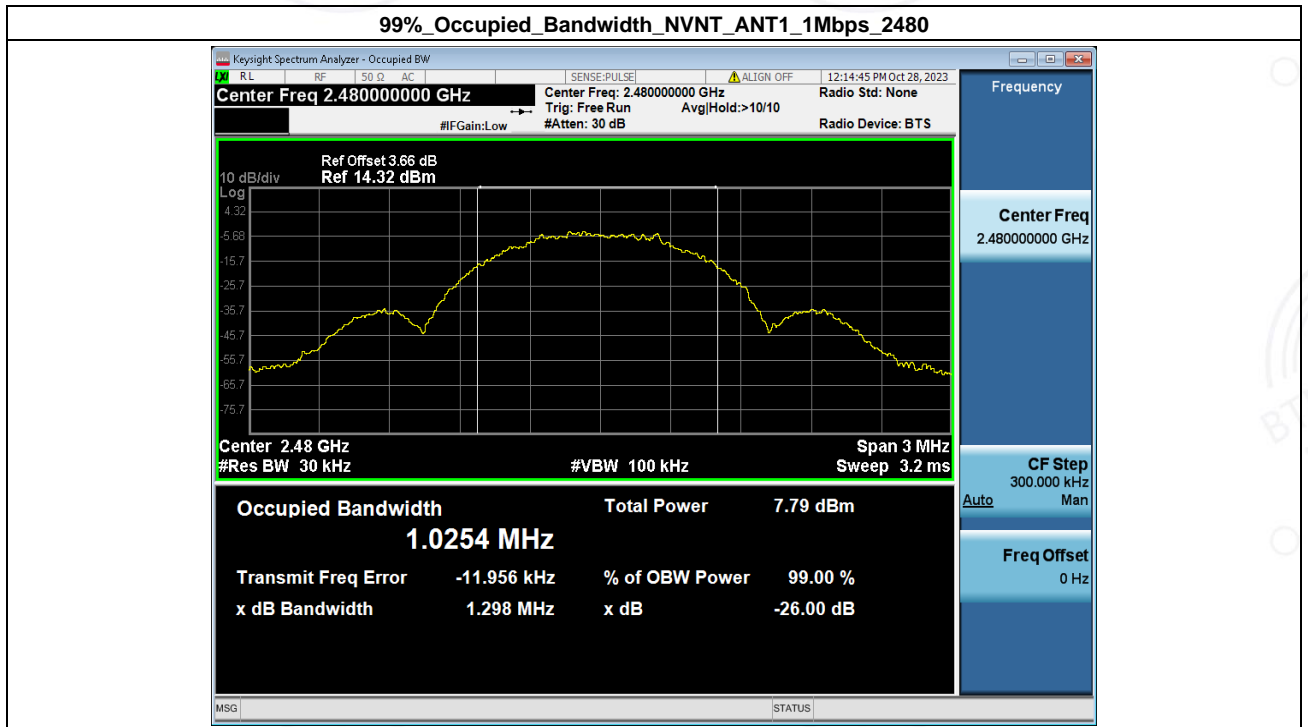 99%_Occupied_Bandwidth_NVNT_ANT1_1Mbps_2480
Keysight Spectrum Analyzer - Occupied BW
LXI RL RF 50 Ω AC SENSE:PULSE ALIGN OFF 12:14:45 PM Oct 28, 2023
Center Freq 2.480000000 GHz
Center Freq: 2.480000000 GHz
Radio Std: None
Trig: Free Run Avg|Hold:>10/10
#IFGain:Low
#Atten: 30 dB
Radio Device: BTS
Frequency
Ref Offset 3.66 dB
10 dB/div Ref 14.32 dBm
Log
4.32
-5.68
-15.7
-25.7
-35.7
-45.7
-55.7
-65.7
-75.7
Center 2.48 GHz Span 3 MHz
#Res BW 30 kHz #VBW 100 kHz Sweep 3.2 ms
Occupied Bandwidth Total Power 7.79 dBm
1.0254 MHz
Transmit Freq Error -11.956 kHz % of OBW Power 99.00 %
x dB Bandwidth 1.298 MHz x dB -26.00 dB
Center Freq
2.480000000 GHz
CF Step
300.000 kHz
Auto Man
Freq Offset
0 Hz
MSG STATUS